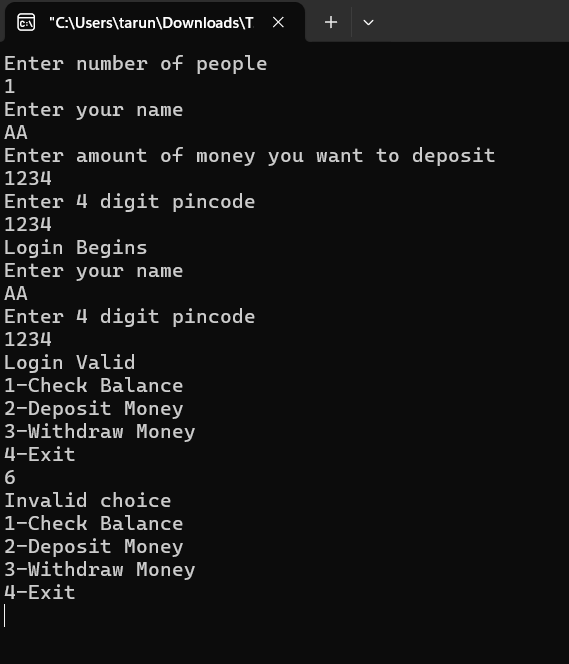 "C:\Users\tarun\Downloads\T
Enter number of people
1
Enter your name
AA
Enter amount of money you want to deposit
1234
Enter 4 digit pincode
1234
Login Begins
Enter your name
AA
Enter 4 digit pincode
1234
Login Valid
1-Check Balance
2-Deposit Money
3-Withdraw Money
4-Exit
6
Invalid choice
1-Check Balance
2-Deposit Money
3-Withdraw Money
4-Exit